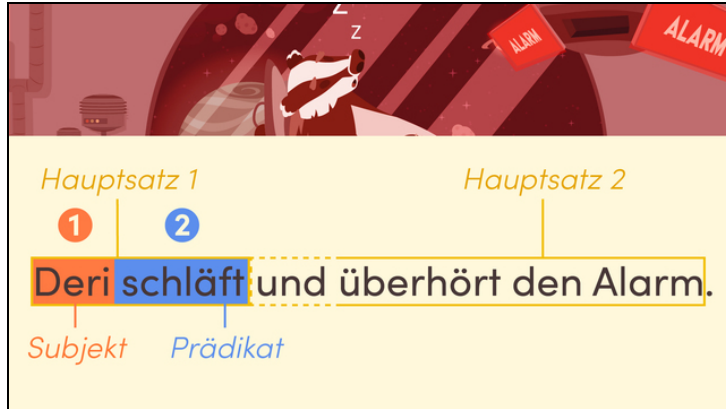 Z
z
ALARM
ALARM
Hauptsatz 1
Hauptsatz 2
1
2
Deri schläft und überhört den Alarm.
Subjekt
Prädikat